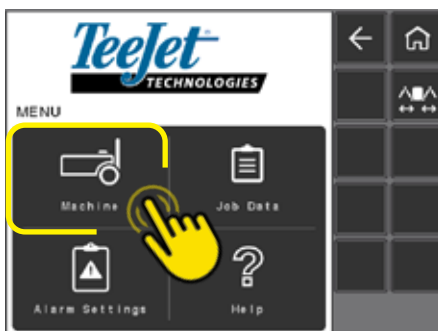 TeeJet
TECHNOLOGIES
MENU
Machine
Job Data
Alarm Settings
Help